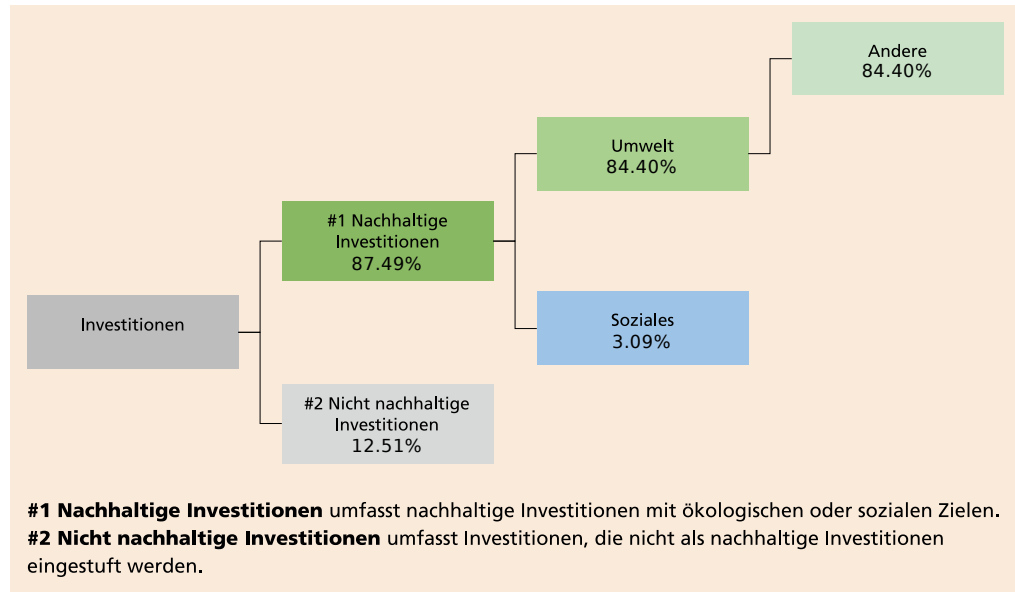 Andere
84.40%
Umwelt
84.40%
#1 Nachhaltige
Investitionen
87.49%
Investitionen
Soziales
3.09%
#2 Nicht nachhaltige
Investitionen
12.51%
#1 Nachhaltige Investitionen umfasst nachhaltige Investitionen mit ökologischen oder sozialen Zielen.
#2 Nicht nachhaltige Investitionen umfasst Investitionen, die nicht als nachhaltige Investitionen
eingestuft werden.